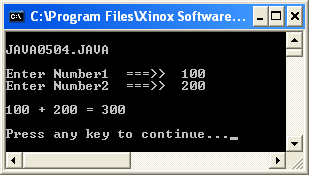 C:\Program Files\Xinox Software...
JAVA0504.JAVA
Enter Number1  ===>>  100
Enter Number2  ===>>  200
100 + 200 = 300
Press any key to continue..._